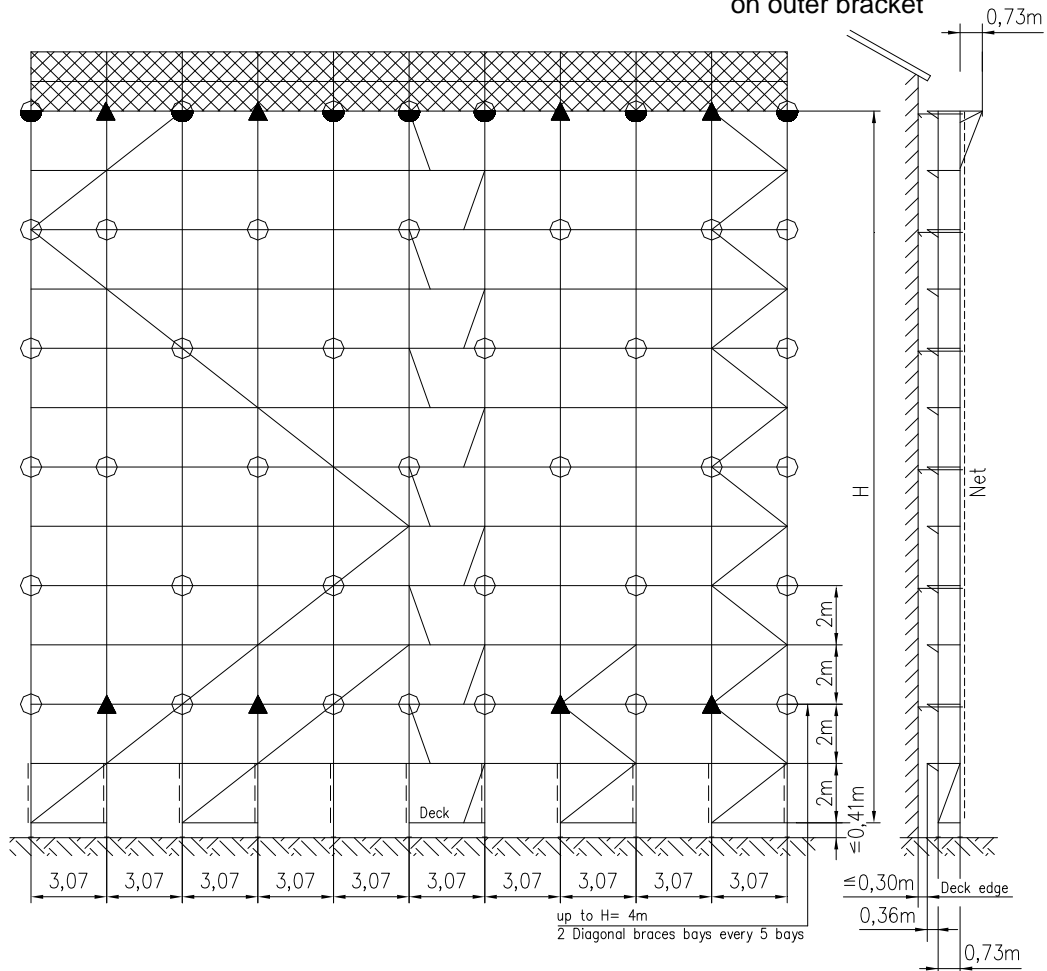 on outer bracket
0,73m
H
Net
2m
2m
2m
2m
≤0,41m
Deck
3,07 3,07 3,07 3,07 3,07 3,07 3,07 3,07 3,07 3,07
≤0,30m
Deck edge
0,36m
up to H= 4m
2 Diagonal braces bays every 5 bays
0,73m